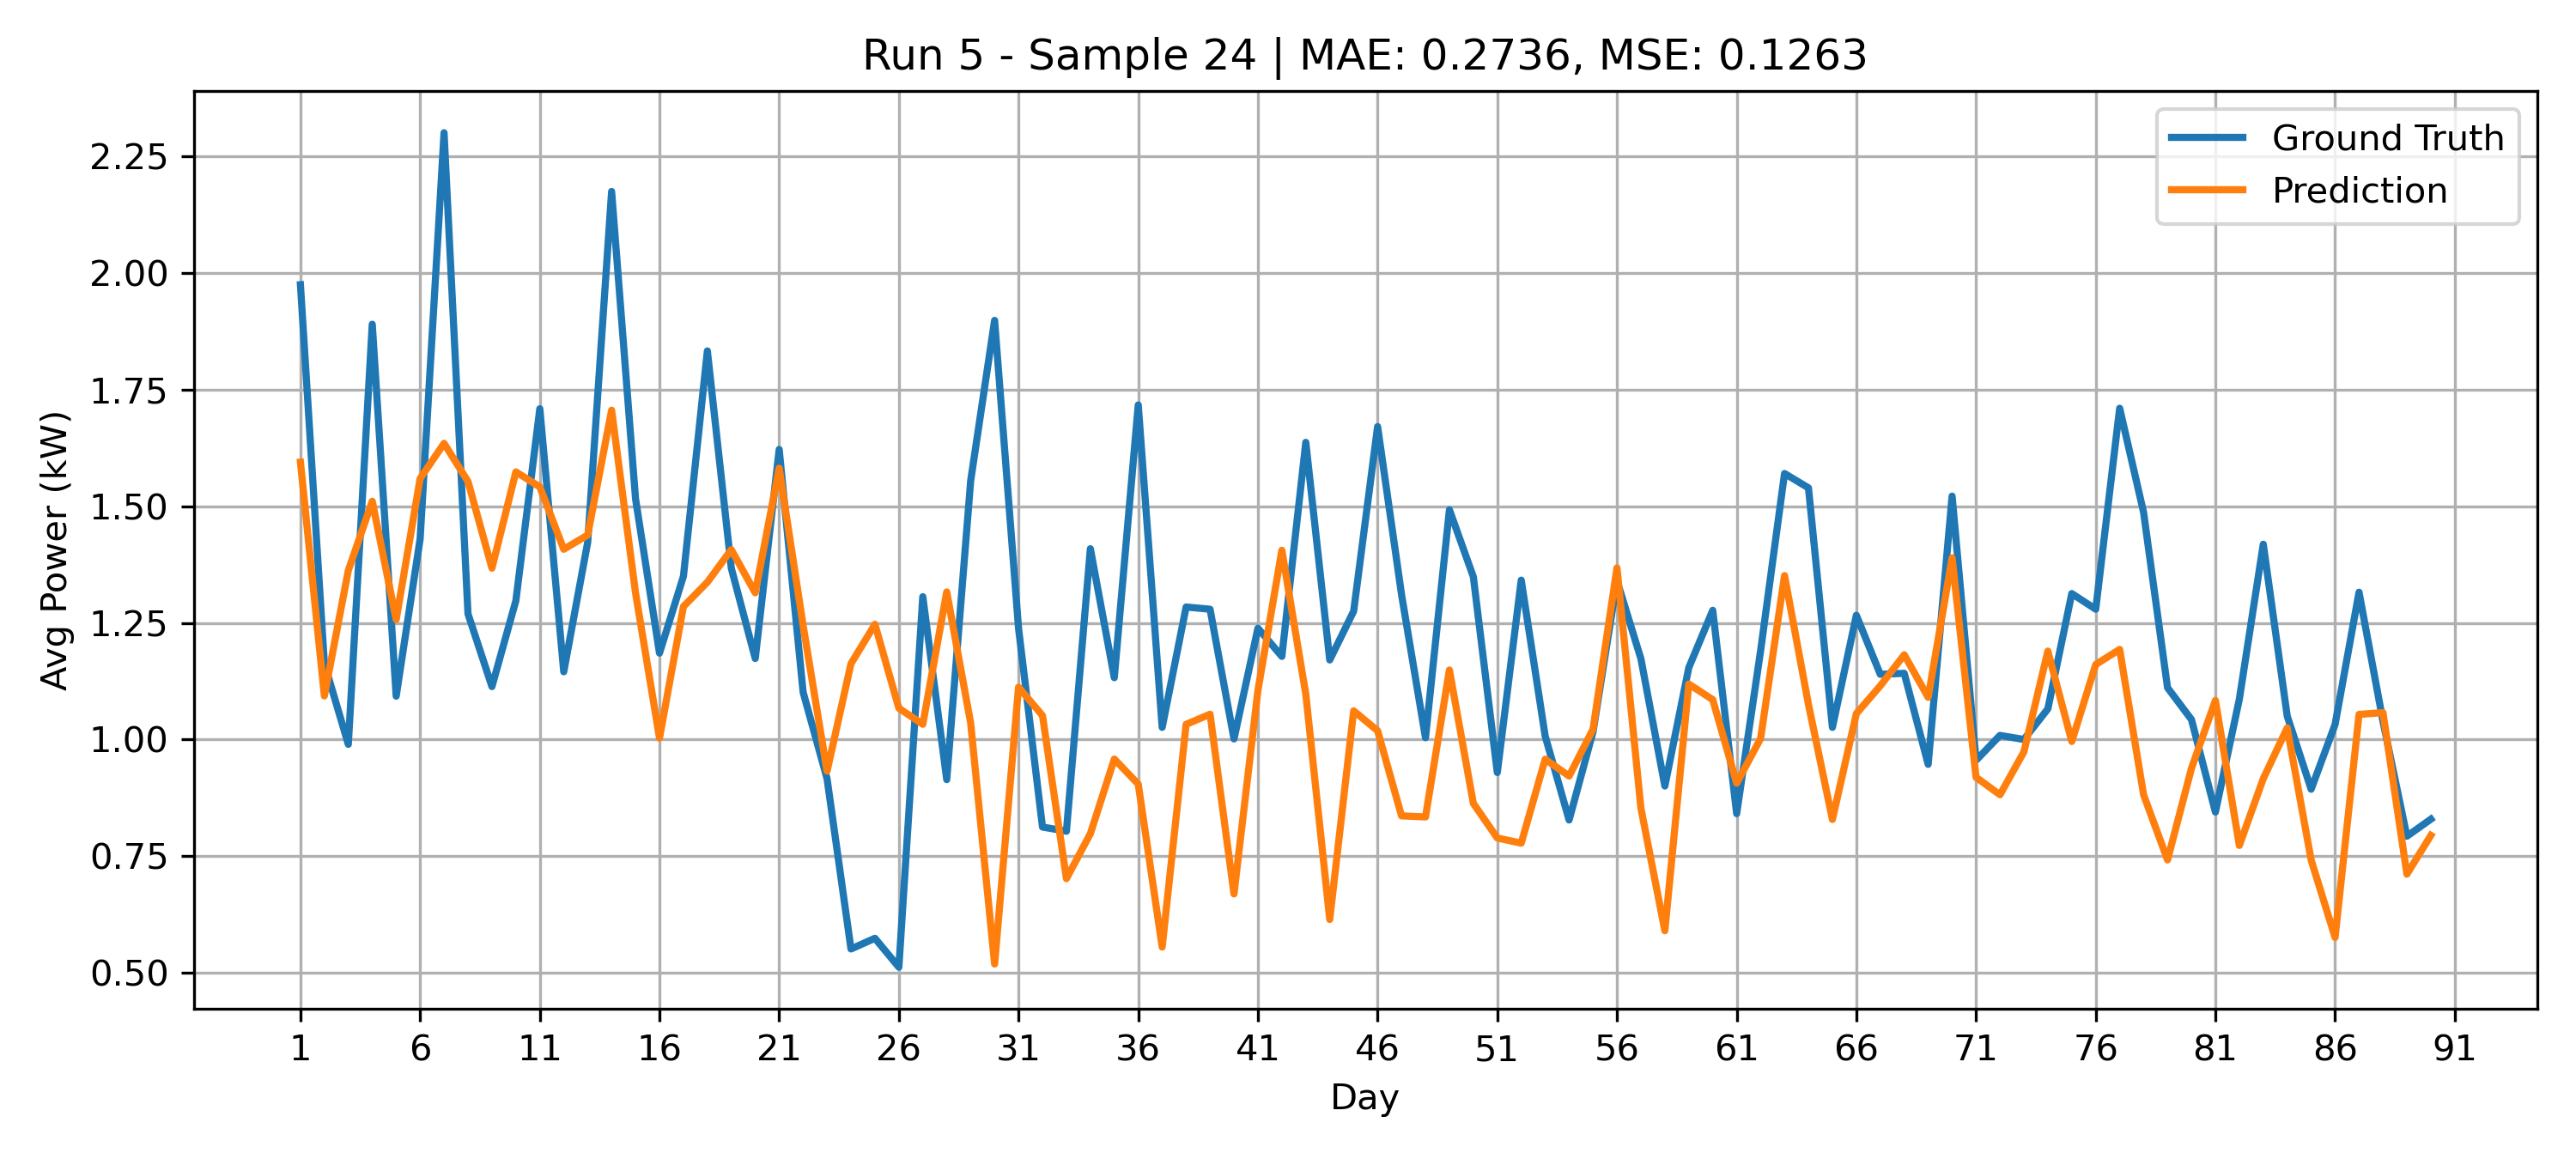 Run 5 - Sample 24 | MAE: 0.2736, MSE: 0.1263
Ground Truth
Prediction
Avg Power (kW)
2.25
2.00
1.75
1.50
1.25
1.00
0.75
0.50
1 6 11 16 21 26 31 36 41 46 51 56 61 66 71 76 81 86 91
Day